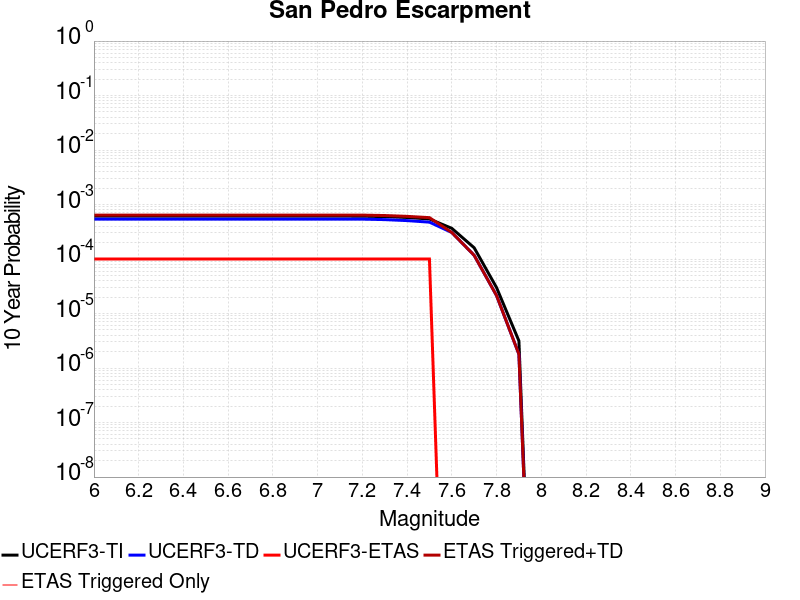 San Pedro Escarpment
10 Year Probability
10^0
10^-1
10^-2
10^-3
10^-4
10^-5
10^-6
10^-7
10^-8
6 6.2 6.4 6.6 6.8 7 7.2 7.4 7.6 7.8 8 8.2 8.4 8.6 8.8 9
Magnitude
UCERF3-TI UCERF3-TD UCERF3-ETAS ETAS Triggered+TD
ETAS Triggered Only